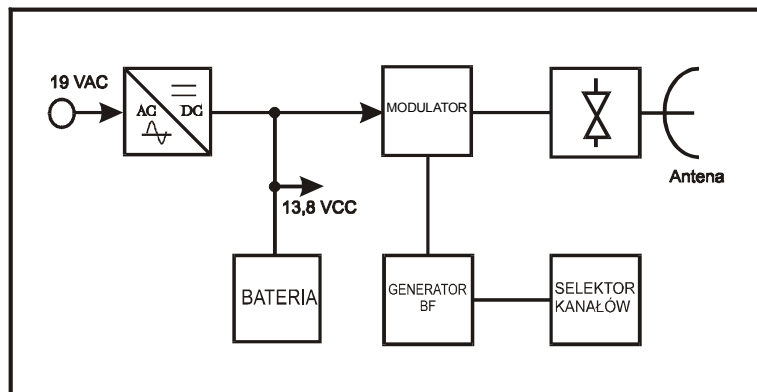 19 VAC
AC
DC
MODULATOR
Antena
13,8 VCC
BATERIA
GENERATOR
BF
SELEKTOR
KANAŁÓW